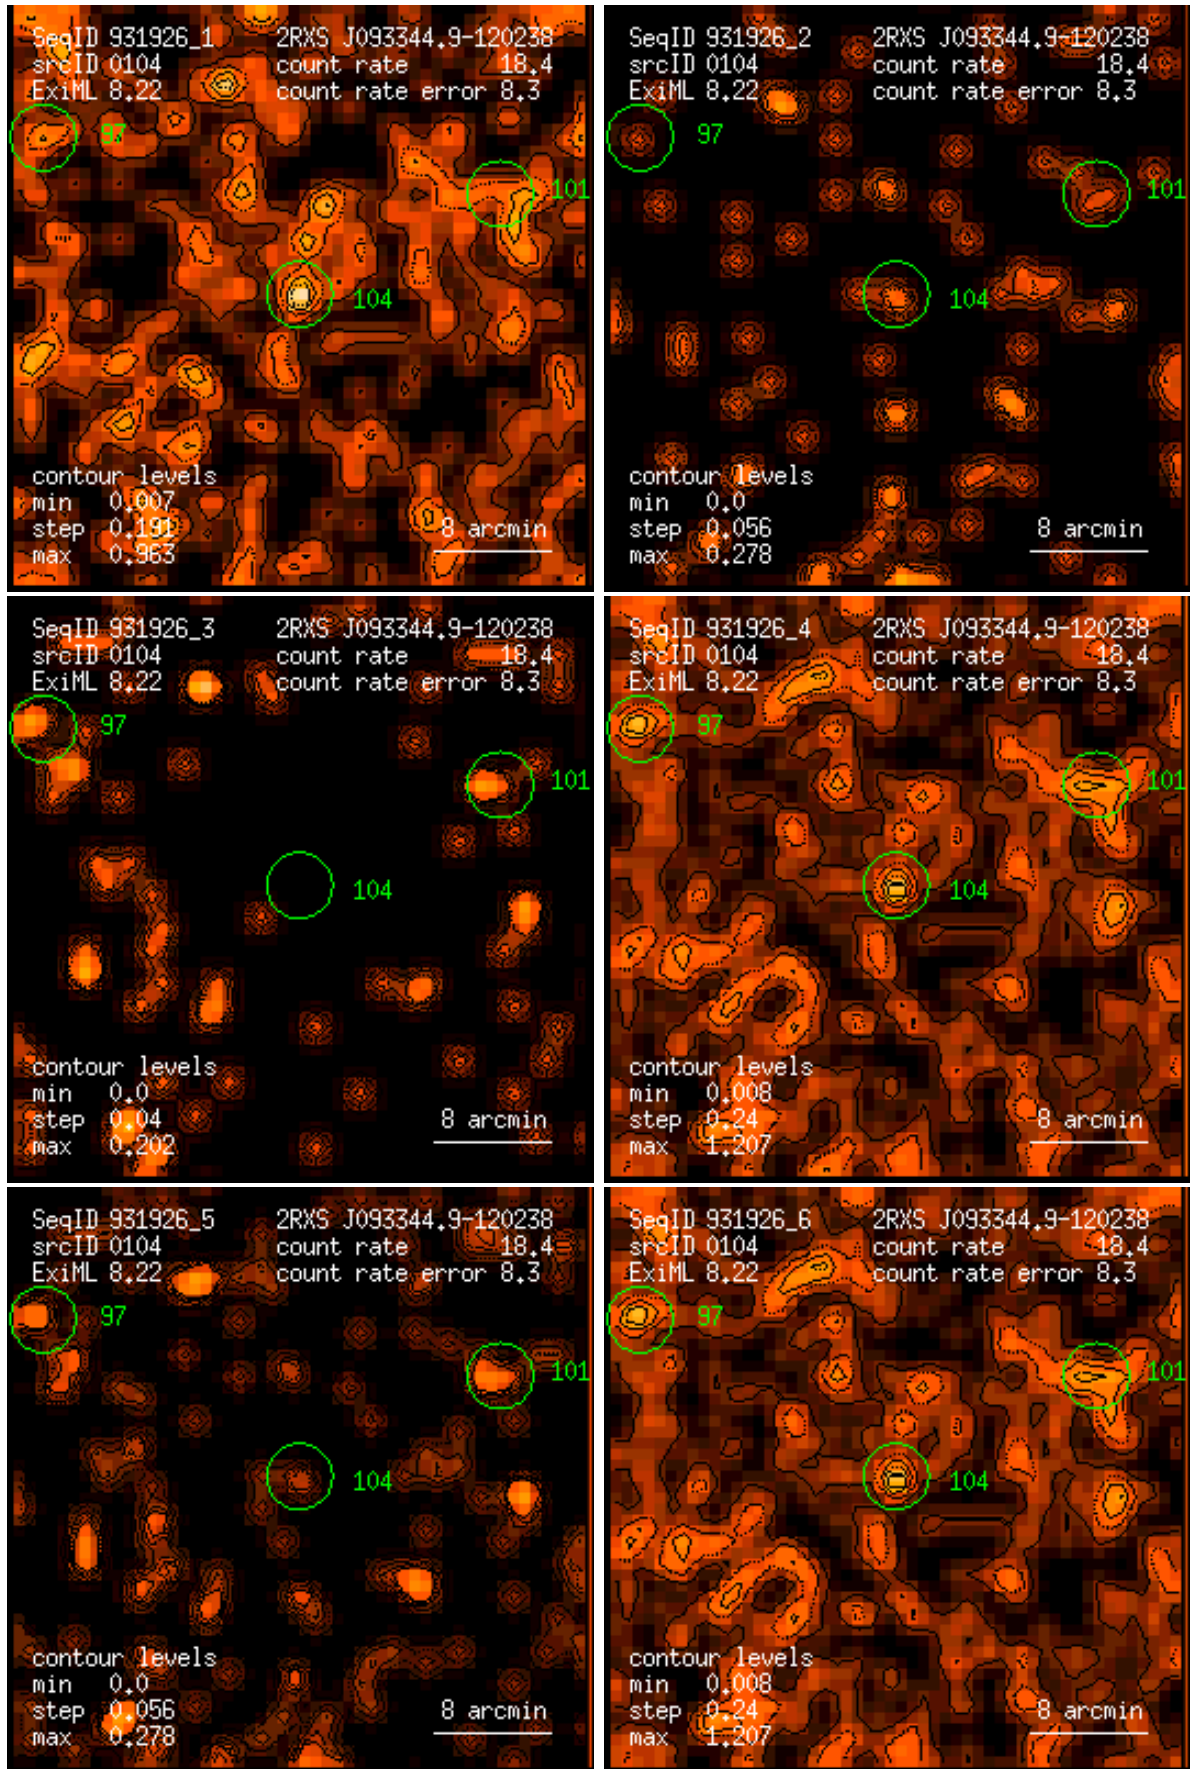 SeqID 931926_1 2RXS J093344.9-120238
srcID 0104 count rate 18.4
ExiML 8.22 count rate error 8.3
97
101
104
contour levels
min 0.007
step 0.191
max 0.963
8 arcmin
SeqID 931926_2 2RXS J093344.9-120238
srcID 0104 count rate 18.4
ExiML 8.22 count rate error 8.3
97
101
104
contour levels
min 0.0
step 0.056
max 0.278
8 arcmin
SeqID 931926_3 2RXS J093344.9-120238
srcID 0104 count rate 18.4
ExiML 8.22 count rate error 8.3
97
101
104
contour levels
min 0.0
step 0.04
max 0.202
8 arcmin
SeqID 931926_4 2RXS J093344.9-120238
srcID 0104 count rate 18.4
ExiML 8.22 count rate error 8.3
97
101
104
contour levels
min 0.008
step 0.24
max 1.207
8 arcmin
SeqID 931926_5 2RXS J093344.9-120238
srcID 0104 count rate 18.4
ExiML 8.22 count rate error 8.3
97
101
104
contour levels
min 0.0
step 0.056
max 0.278
8 arcmin
SeqID 931926_6 2RXS J093344.9-120238
srcID 0104 count rate 18.4
ExiML 8.22 count rate error 8.3
97
101
104
contour levels
min 0.008
step 0.24
max 1.207
8 arcmin